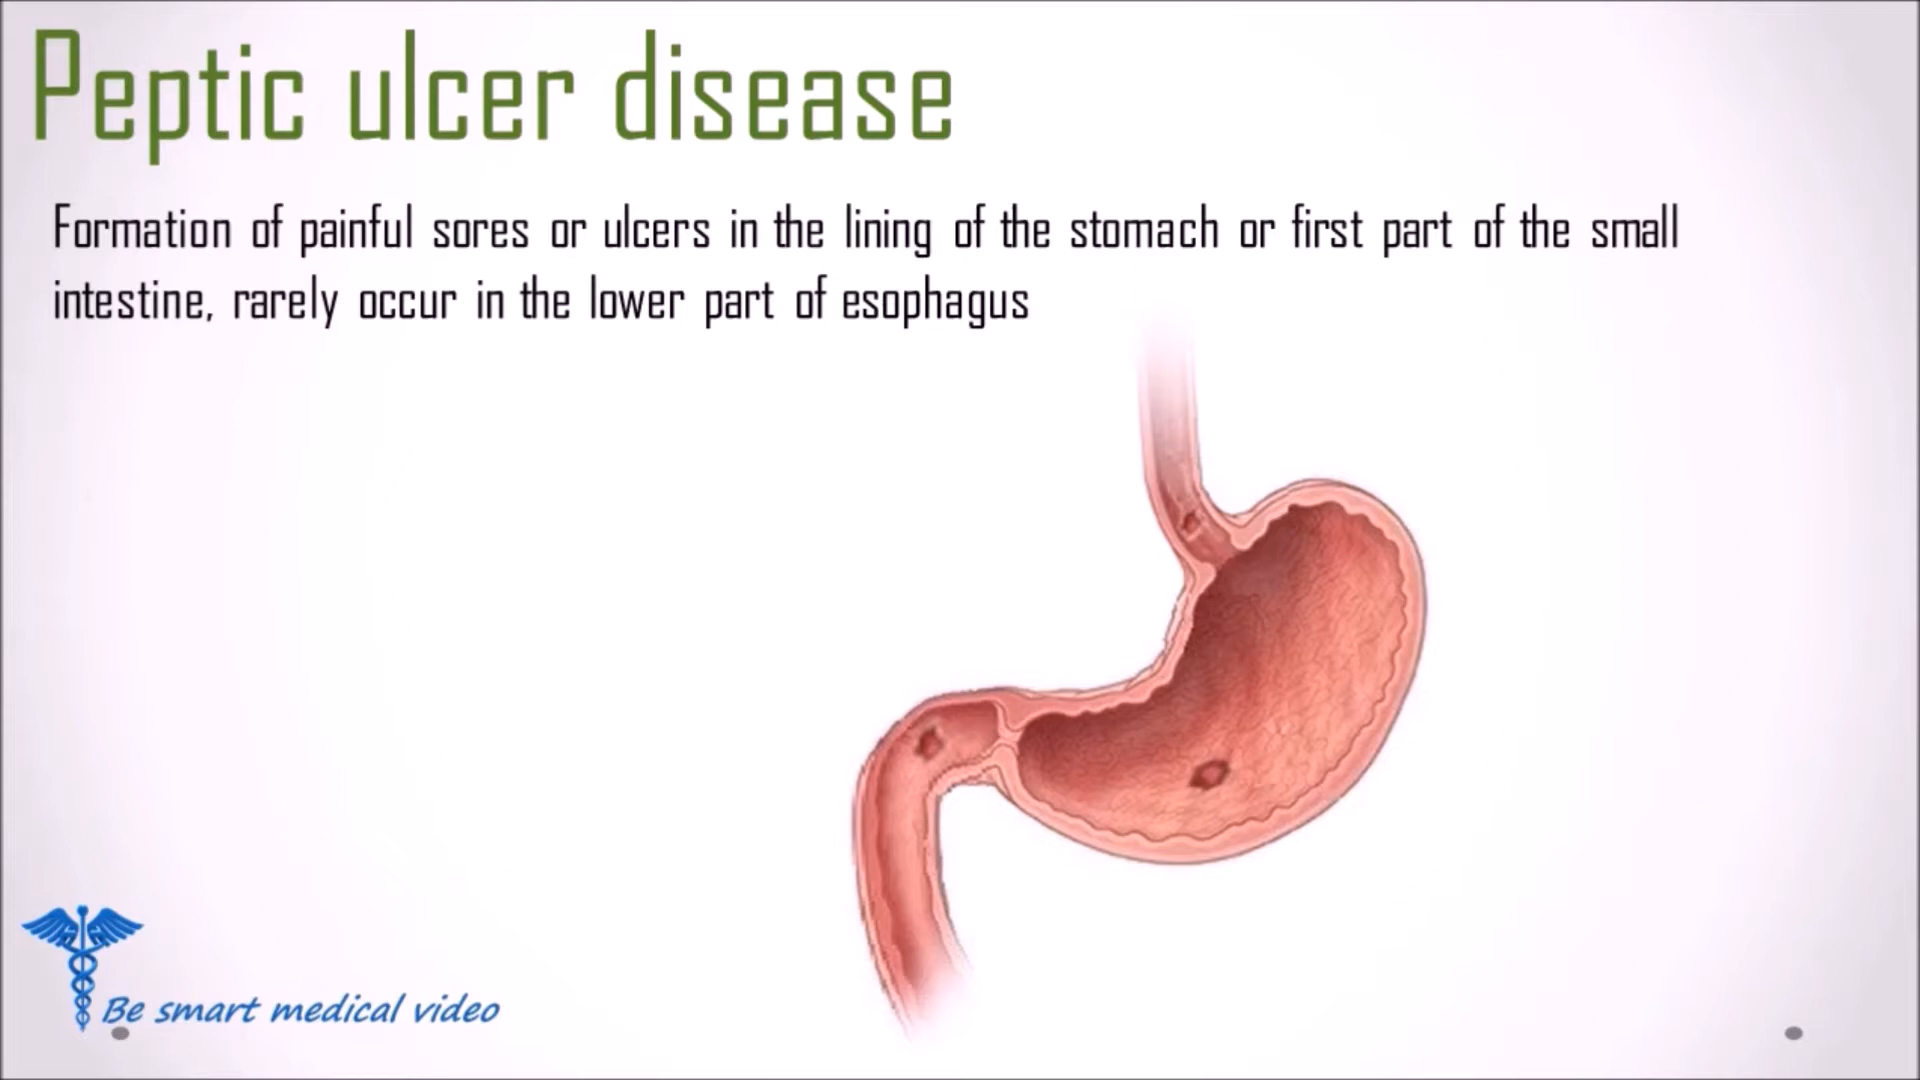 Peptic ulcer disease
Formation of painful sores or ulcers in the lining of the stomach or first part of the small
intestine, rarely occur in the lower part of esophagus
Be smart medical video